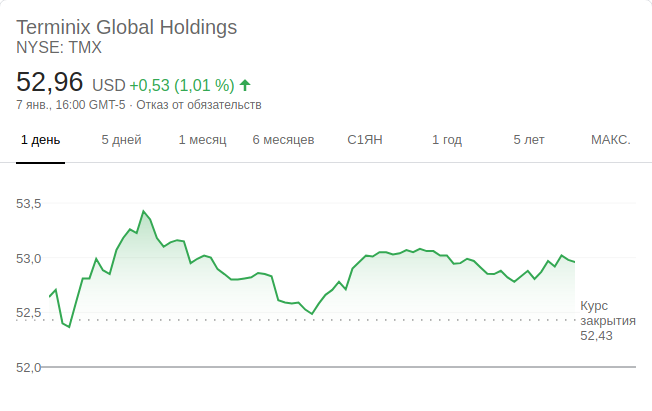 Terminix Global Holdings
NYSE: TMX
52,96 USD +0,53 (1,01 %)
7 янв., 16:00 GMT-5 · Отказ от обязательств
1 день 5 дней 1 месяц 6 месяцев С1ЯН 1 год 5 лет МАКС.
53,5
53,0
52,5
Курс
закрытия
52,43
52,0